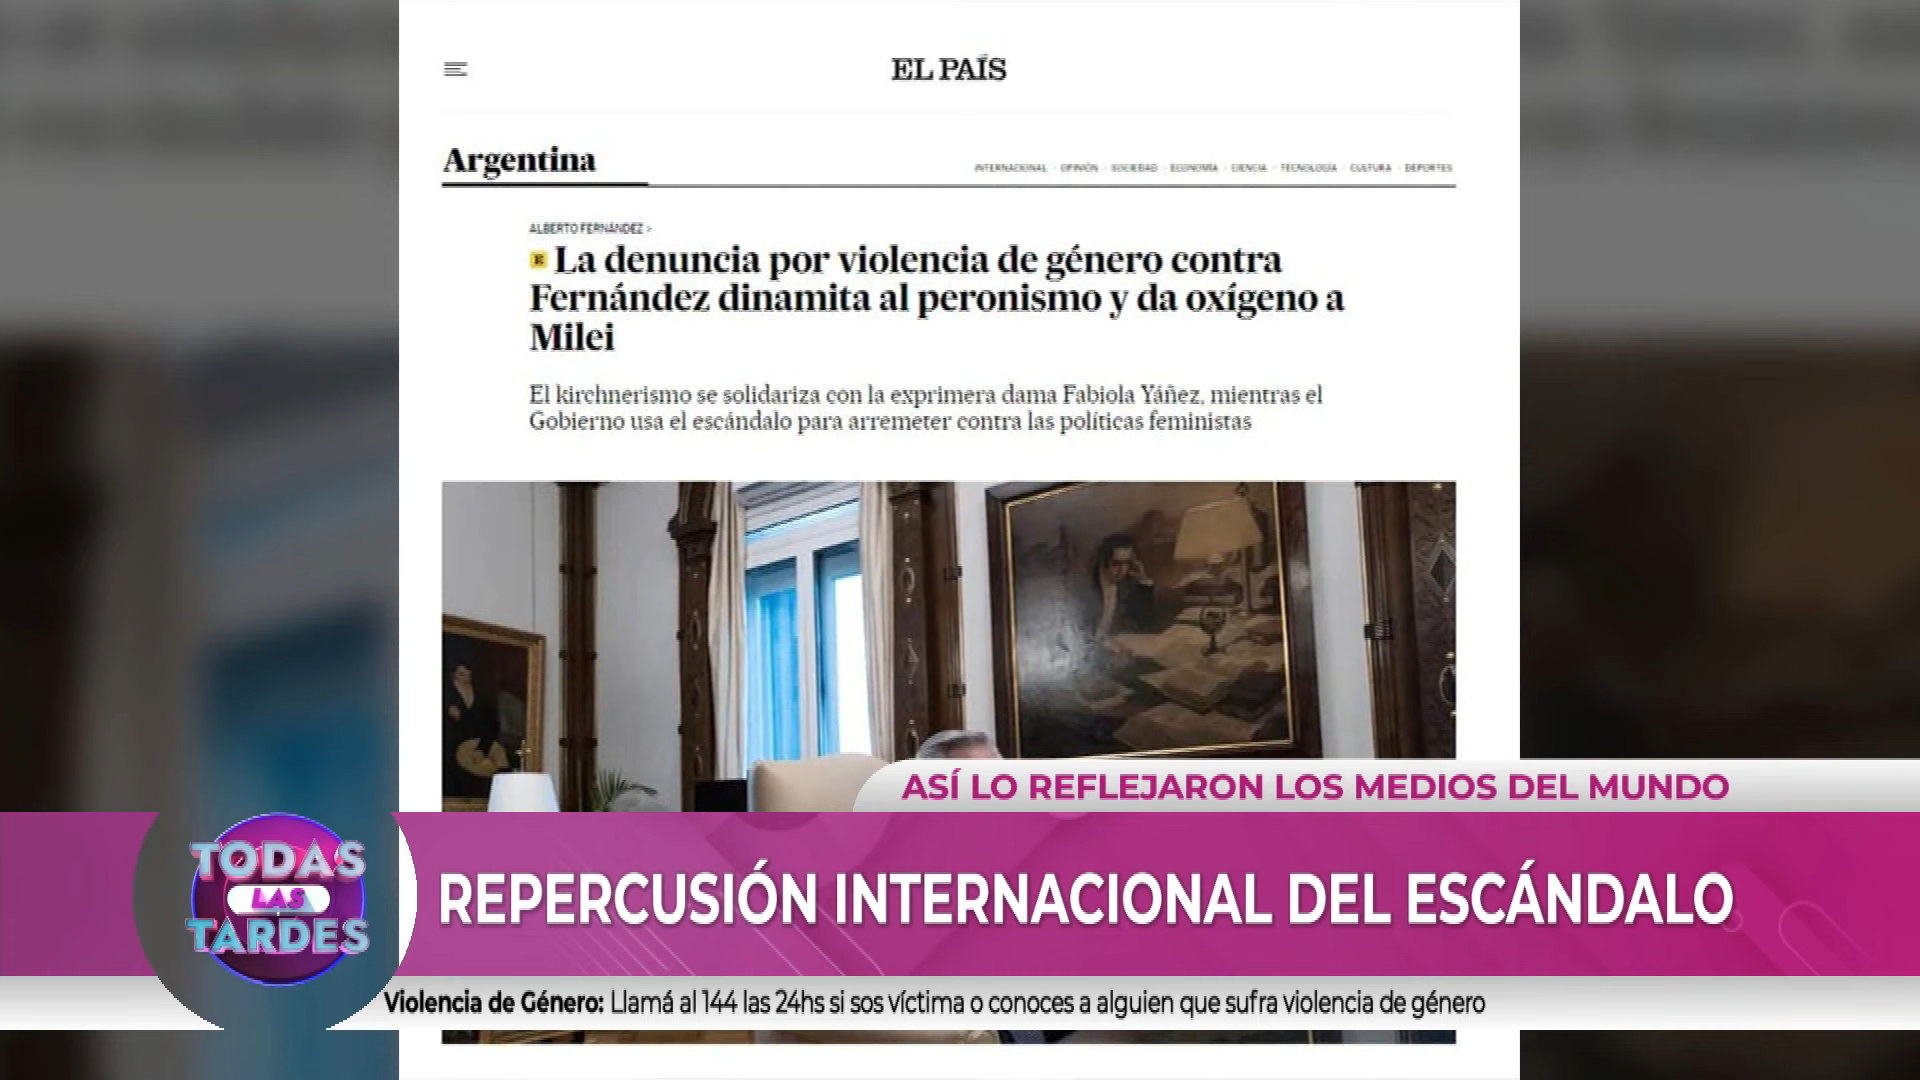 EL PAÍS
Argentina
INTERNACIONAL · OPINIÓN · SOCIEDAD · ECONOMÍA · CIENCIA · TECNOLOGÍA · CULTURA · DEPORTES
ALBERTO FERNÁNDEZ >
E La denuncia por violencia de género contra
Fernández dinamita al peronismo y da oxígeno a
Milei
El kirchnerismo se solidariza con la exprimera dama Fabiola Yáñez, mientras el
Gobierno usa el escándalo para arremeter contra las políticas feministas
ASÍ LO REFLEJARON LOS MEDIOS DEL MUNDO
TODAS
LAS
TARDES
REPERCUSIÓN INTERNACIONAL DEL ESCÁNDALO
Violencia de Género: Llamá al 144 las 24hs si sos víctima o conoces a alguien que sufra violencia de género